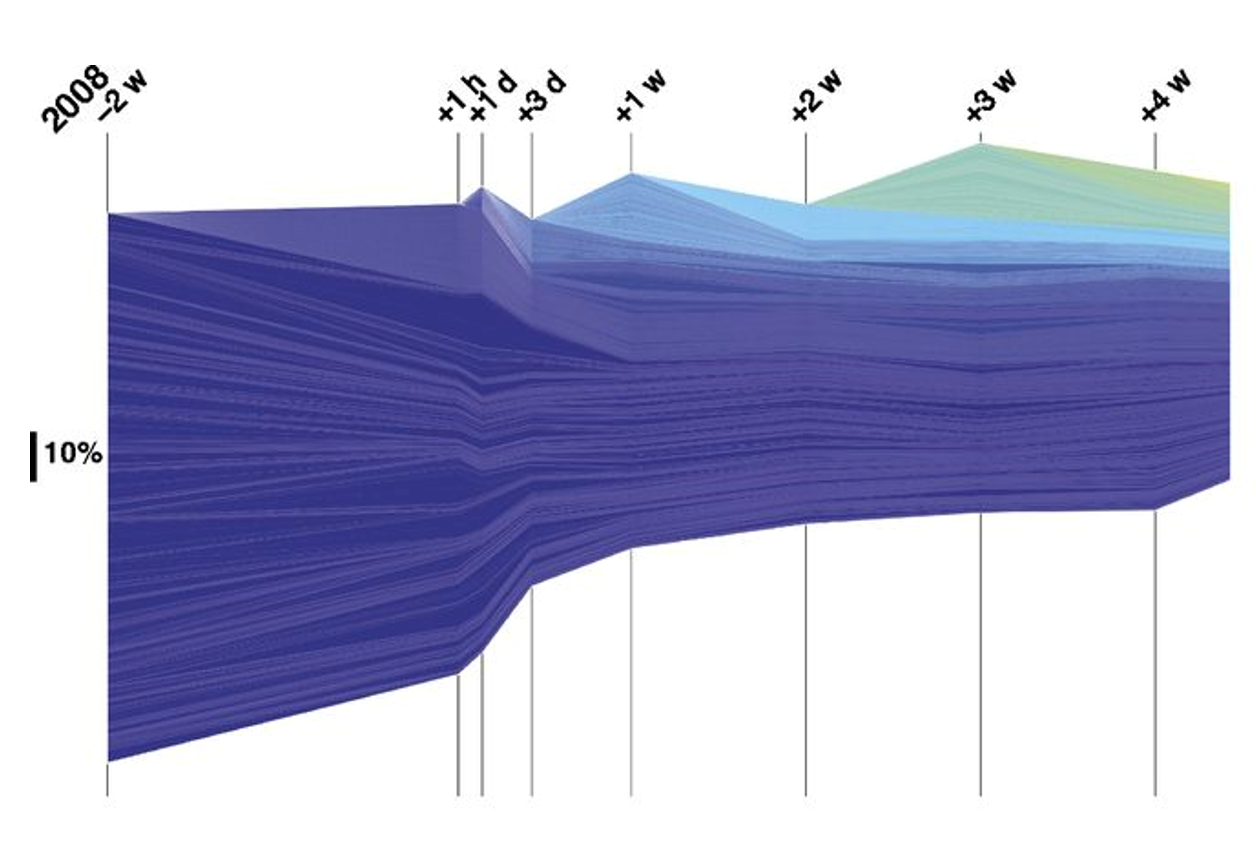 2008
–2 w
+1 h
+1 d
+3 d
+1 w
+2 w
+3 w
+4 w
10%